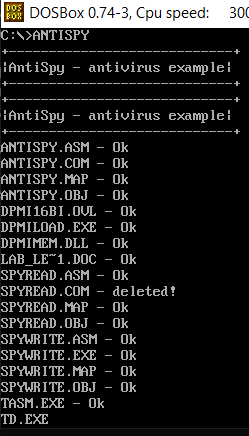 DOS
BOX
DOSBox 0.74-3, Cpu speed: 300
C:\>ANTISPY
+----------------------------+
¦AntiSpy - antivirus example¦
+----------------------------+
+----------------------------+
¦AntiSpy - antivirus example¦
+----------------------------+
ANTISPY.ASM - Ok
ANTISPY.COM - Ok
ANTISPY.MAP - Ok
ANTISPY.OBJ - Ok
DPMI16BI.OVL - Ok
DPMILOAD.EXE - Ok
DPMIMEM.DLL - Ok
LAB_LE~1.DOC - Ok
SPYREAD.ASM - Ok
SPYREAD.COM - deleted!
SPYREAD.MAP - Ok
SPYREAD.OBJ - Ok
SPYWRITE.ASM - Ok
SPYWRITE.EXE - Ok
SPYWRITE.MAP - Ok
SPYWRITE.OBJ - Ok
TASM.EXE - Ok
TD.EXE